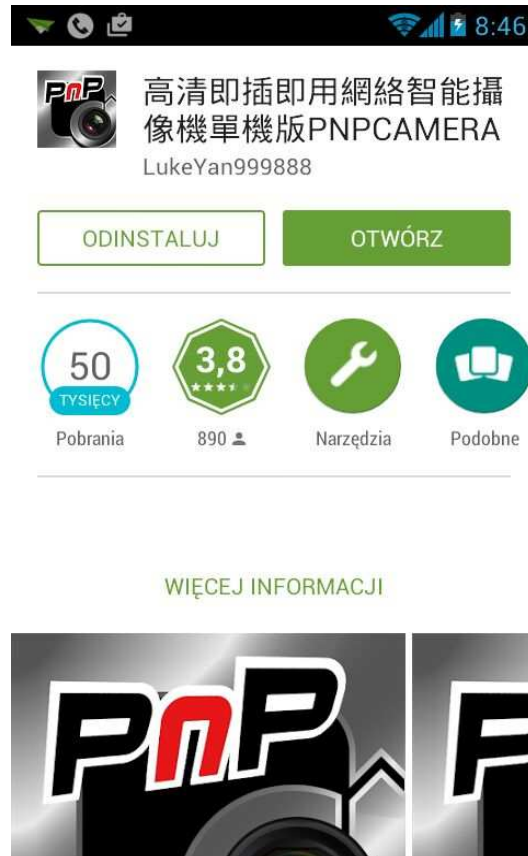 8:46
PnP
高清即插即用網絡智能攝
像機單機版PNPCAMERA
LukeYan999888
ODINSTALUJ
OTWÓRZ
50
TYSIĘCY
3,8
Pobrania
890
Narzędzia
Podobne
WIĘCEJ INFORMACJI
PnP